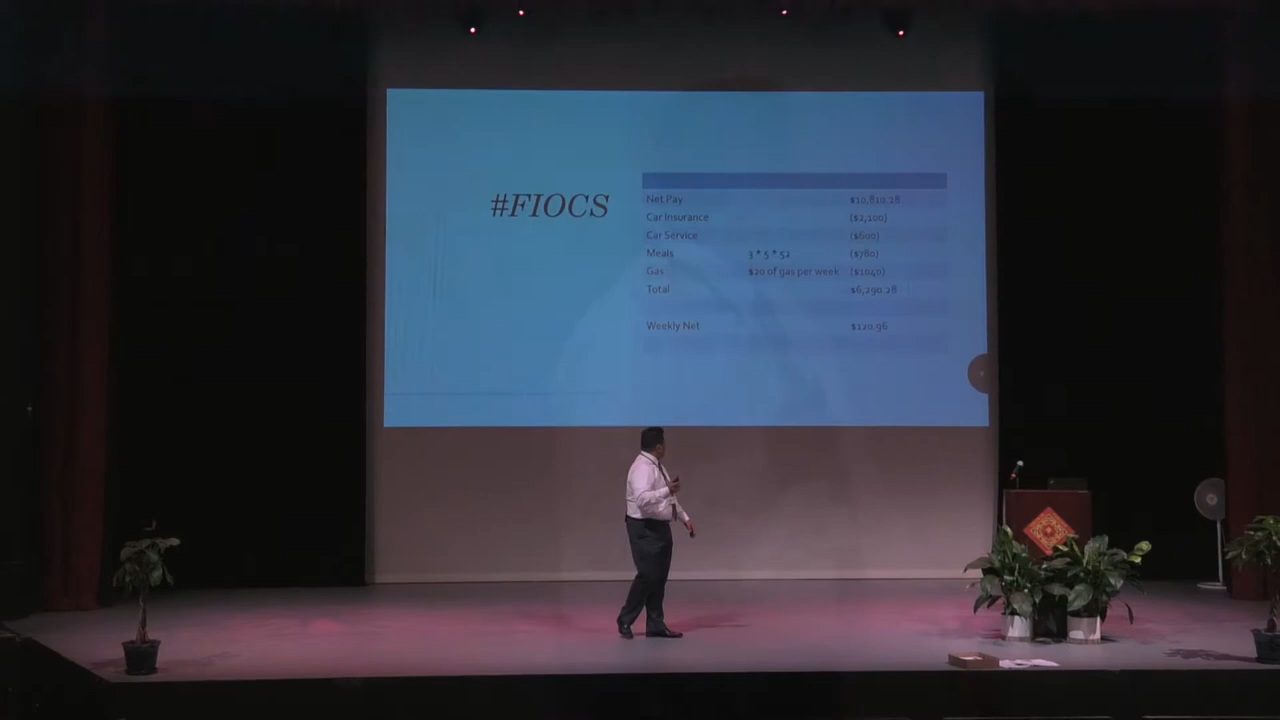 #FIOCS
Net Pay $10,810.28
Car Insurance ($2,100)
Car Service ($600)
Meals 3 * 5 * 52 ($780)
Gas $20 of gas per week ($1040)
Total $6,290.28
Weekly Net $120.96